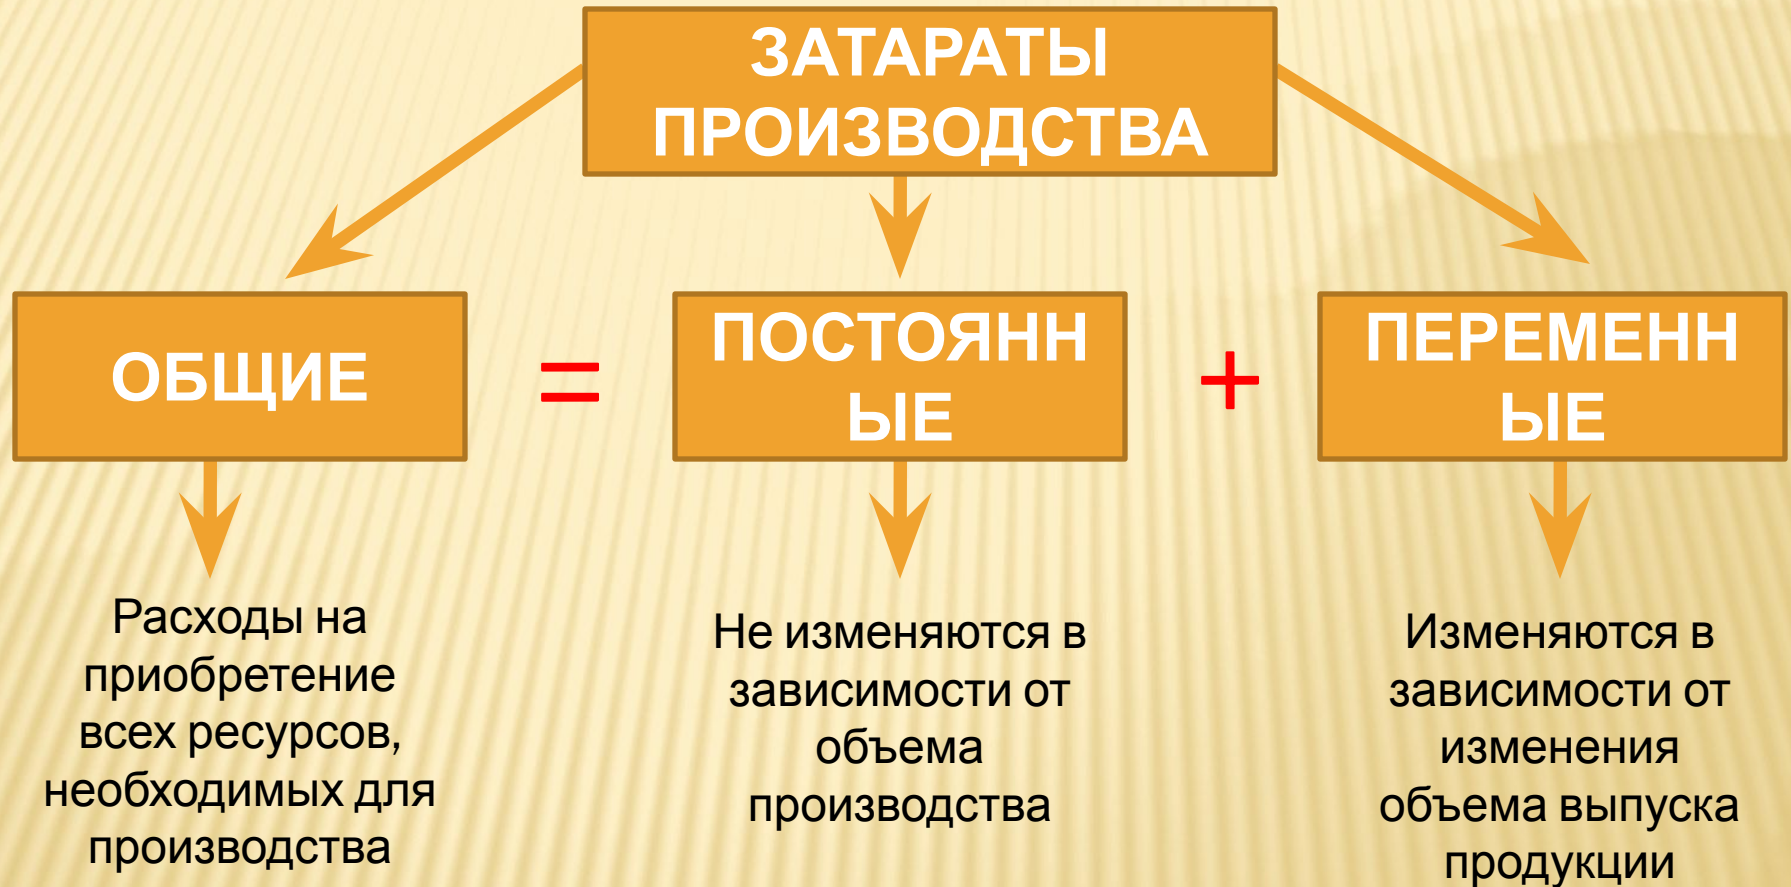 ЗАТАРАТЫ
ПРОИЗВОДСТВА
ОБЩИЕ
=
ПОСТОЯНН
ЫЕ
+
ПЕРЕМЕНН
ЫЕ
Расходы на
приобретение
всех ресурсов,
необходимых для
производства
Не изменяются в
зависимости от
объема
производства
Изменяются в
зависимости от
изменения
объема выпуска
продукции